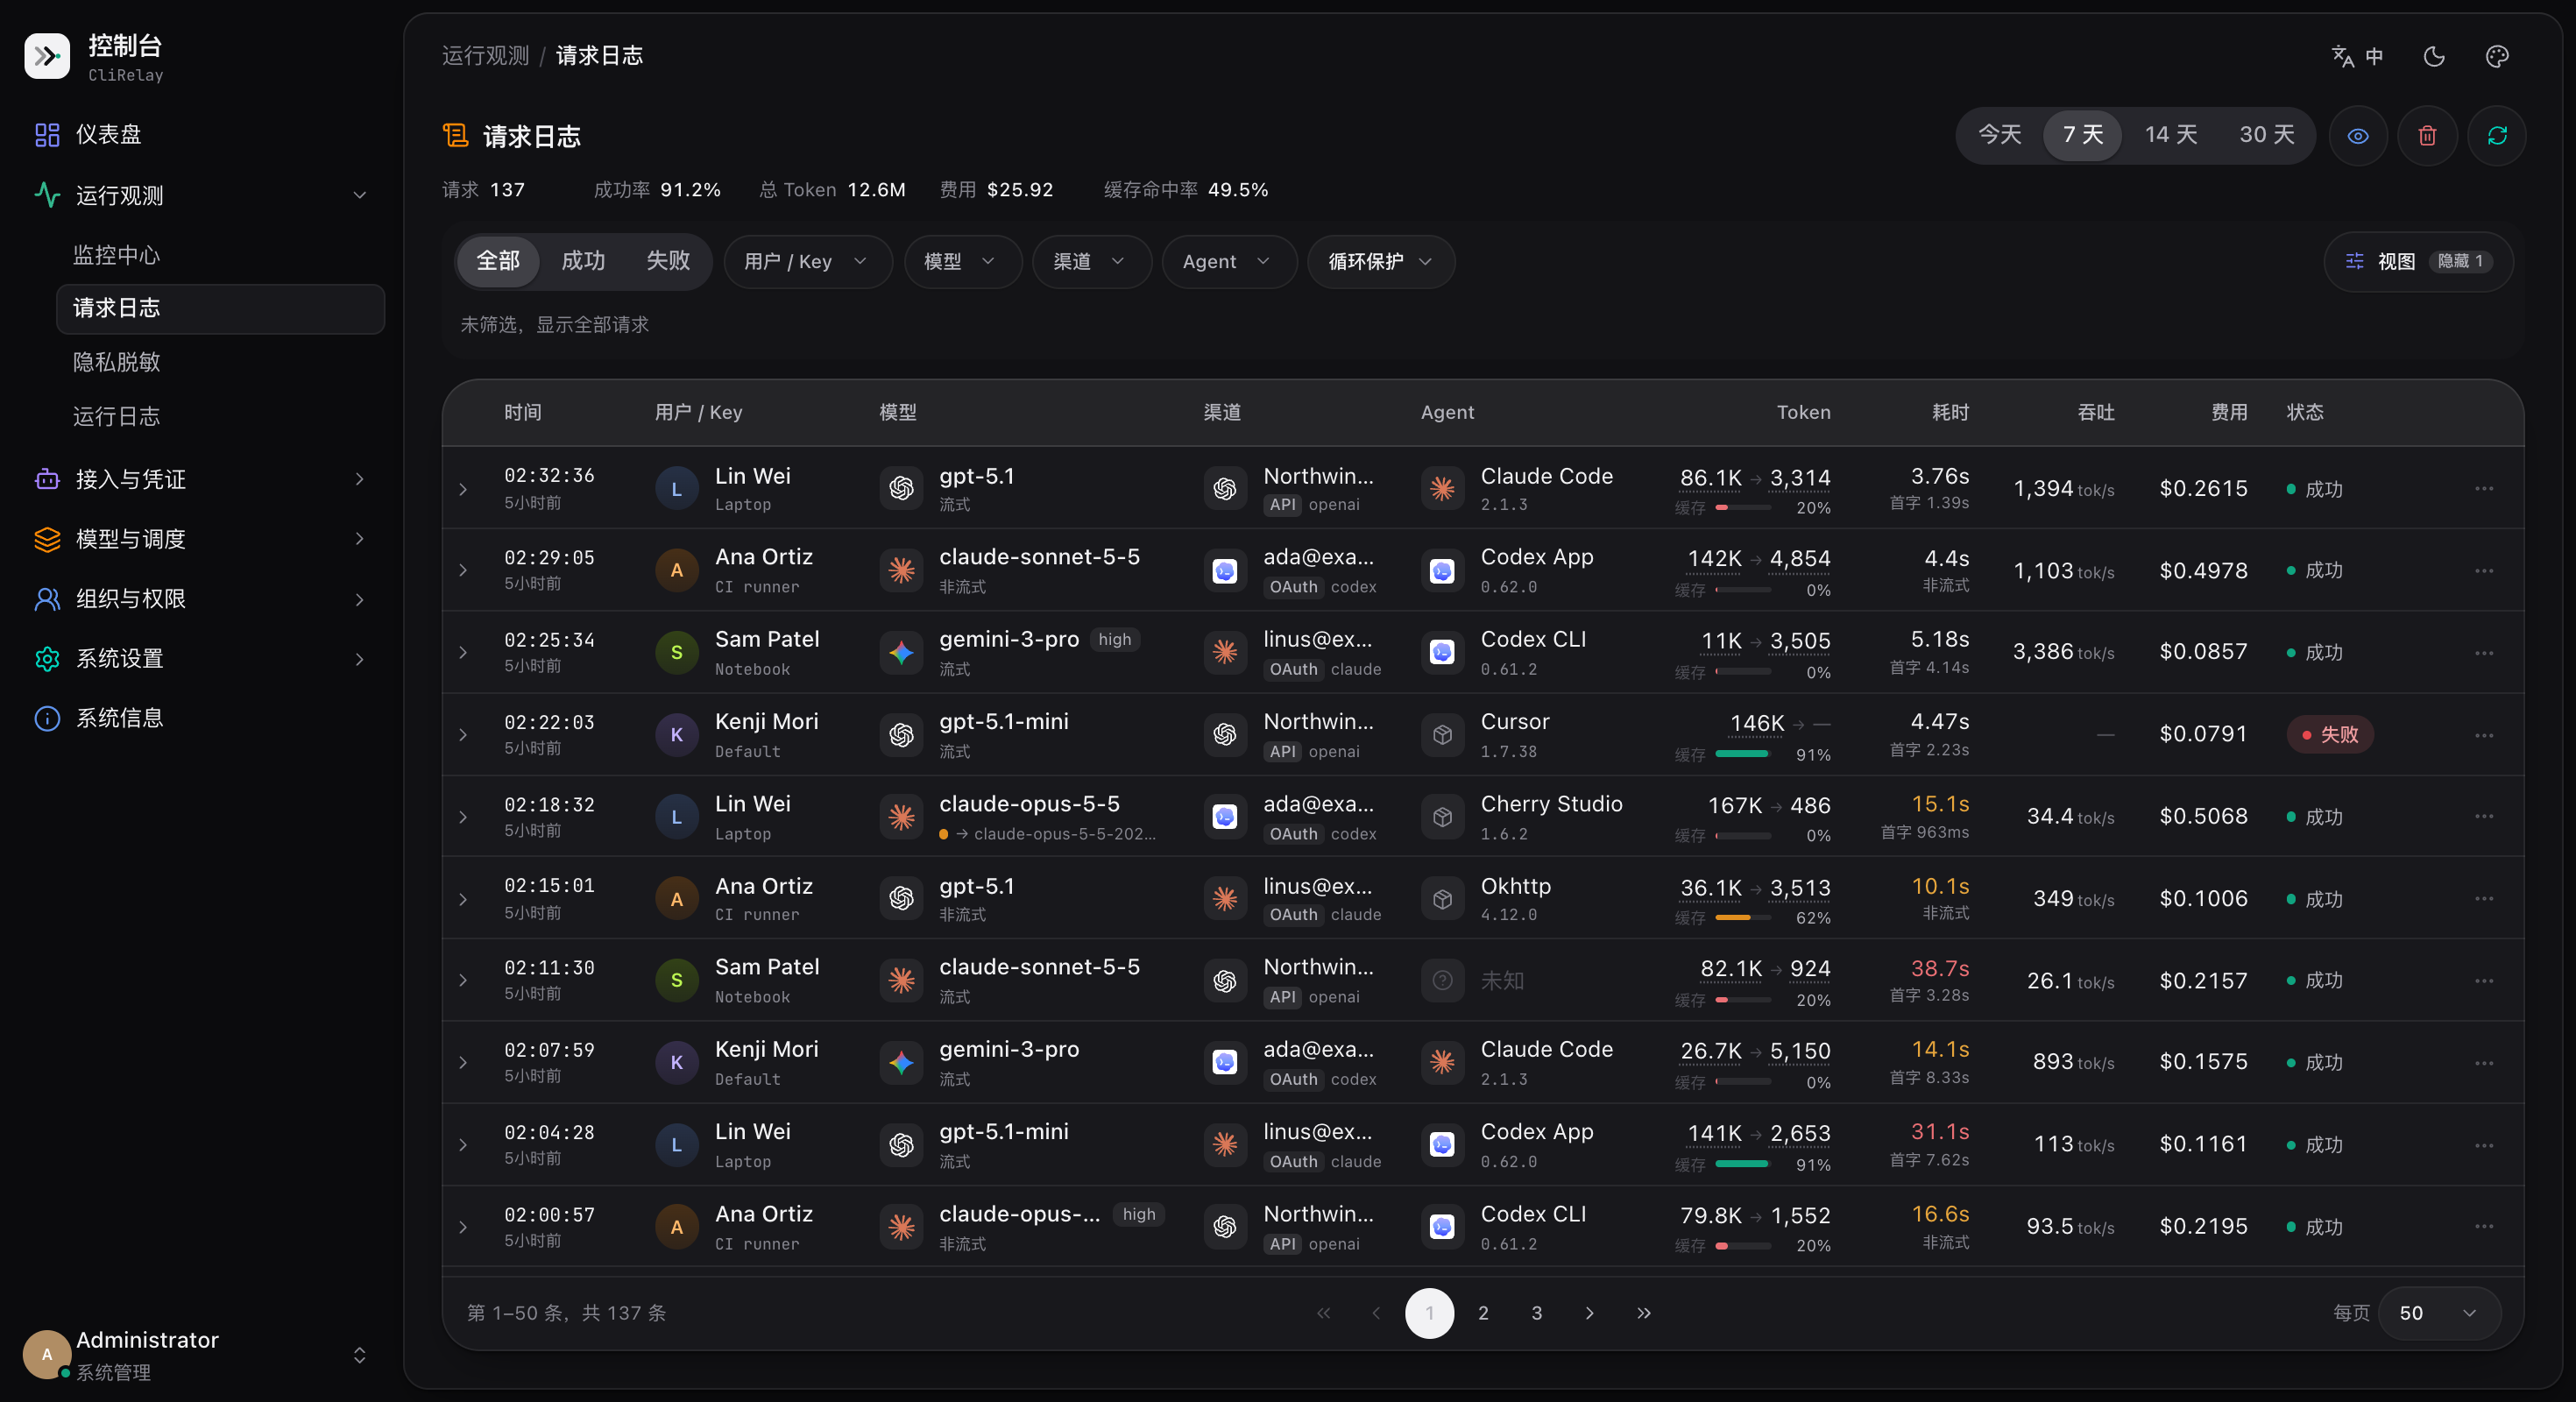 控制台
CliRelay
仪表盘
运行观测
监控中心
请求日志
隐私脱敏
运行日志
接入与凭证
模型与调度
组织与权限
系统设置
系统信息
A Administrator
系统管理
运行观测 / 请求日志
中
请求日志
今天 7 天 14 天 30 天
请求 137 成功率 91.2% 总 Token 12.6M 费用 $25.92 缓存命中率 49.5%
全部 成功 失败 用户 / Key 模型 渠道 Agent 循环保护 视图 隐藏 1
未筛选，显示全部请求
时间 用户 / Key 模型 渠道 Agent Token 耗时 吞吐 费用 状态
02:32:36 L Lin Wei gpt-5.1 Northwin... Claude Code 86.1K → 3,314 3.76s 1,394 tok/s $0.2615 成功
5小时前 Laptop 流式 API openai 2.1.3 缓存 20% 首字 1.39s
02:29:05 A Ana Ortiz claude-sonnet-5-5 ada@exa... Codex App 142K → 4,854 4.4s 1,103 tok/s $0.4978 成功
5小时前 CI runner 非流式 OAuth codex 0.62.0 缓存 0% 非流式
02:25:34 S Sam Patel gemini-3-pro high linus@ex... Codex CLI 11K → 3,505 5.18s 3,386 tok/s $0.0857 成功
5小时前 Notebook 流式 OAuth claude 0.61.2 缓存 0% 首字 4.14s
02:22:03 K Kenji Mori gpt-5.1-mini Northwin... Cursor 146K → — 4.47s — $0.0791 失败
5小时前 Default 流式 API openai 1.7.38 缓存 91% 首字 2.23s
02:18:32 L Lin Wei claude-opus-5-5 ada@exa... Cherry Studio 167K → 486 15.1s 34.4 tok/s $0.5068 成功
5小时前 Laptop → claude-opus-5-5-202... OAuth codex 1.6.2 缓存 0% 首字 963ms
02:15:01 A Ana Ortiz gpt-5.1 linus@ex... Okhttp 36.1K → 3,513 10.1s 349 tok/s $0.1006 成功
5小时前 CI runner 非流式 OAuth claude 4.12.0 缓存 62% 非流式
02:11:30 S Sam Patel claude-sonnet-5-5 Northwin... 未知 82.1K → 924 38.7s 26.1 tok/s $0.2157 成功
5小时前 Notebook 流式 API openai 缓存 20% 首字 3.28s
02:07:59 K Kenji Mori gemini-3-pro ada@exa... Claude Code 26.7K → 5,150 14.1s 893 tok/s $0.1575 成功
5小时前 Default 流式 OAuth codex 2.1.3 缓存 0% 首字 8.33s
02:04:28 L Lin Wei gpt-5.1-mini linus@ex... Codex App 141K → 2,653 31.1s 113 tok/s $0.1161 成功
5小时前 Laptop 流式 OAuth claude 0.62.0 缓存 91% 首字 7.62s
02:00:57 A Ana Ortiz claude-opus-... high Northwin... Codex CLI 79.8K → 1,552 16.6s 93.5 tok/s $0.2195 成功
5小时前 CI runner 非流式 API openai 0.61.2 缓存 20% 非流式
第 1–50 条，共 137 条 « ‹ 1 2 3 › » 每页 50